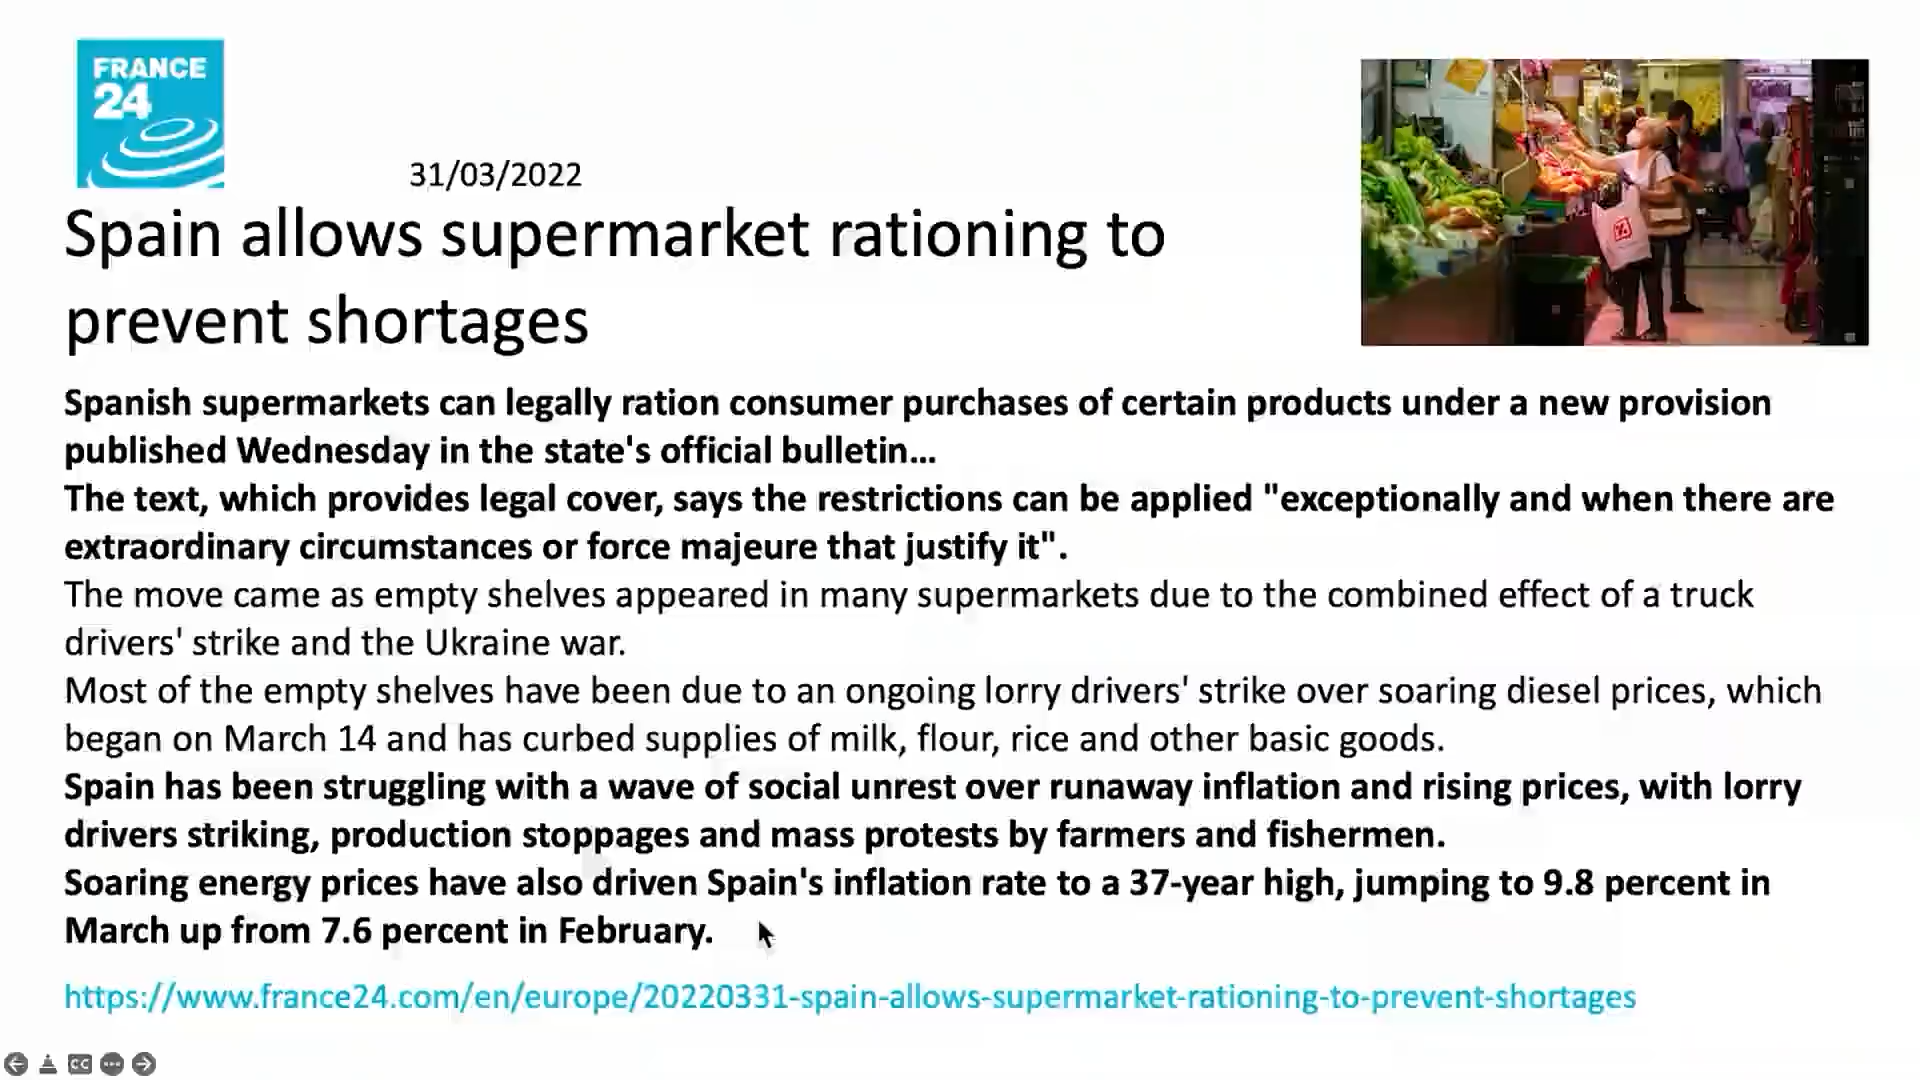 FRANCE
24
31/03/2022
Spain allows supermarket rationing to
prevent shortages
Spanish supermarkets can legally ration consumer purchases of certain products under a new provision
published Wednesday in the state's official bulletin...
The text, which provides legal cover, says the restrictions can be applied "exceptionally and when there are
extraordinary circumstances or force majeure that justify it".
The move came as empty shelves appeared in many supermarkets due to the combined effect of a truck
drivers' strike and the Ukraine war.
Most of the empty shelves have been due to an ongoing lorry drivers' strike over soaring diesel prices, which
began on March 14 and has curbed supplies of milk, flour, rice and other basic goods.
Spain has been struggling with a wave of social unrest over runaway inflation and rising prices, with lorry
drivers striking, production stoppages and mass protests by farmers and fishermen.
Soaring energy prices have also driven Spain's inflation rate to a 37-year high, jumping to 9.8 percent in
March up from 7.6 percent in February.
https://www.france24.com/en/europe/20220331-spain-allows-supermarket-rationing-to-prevent-shortages
CC